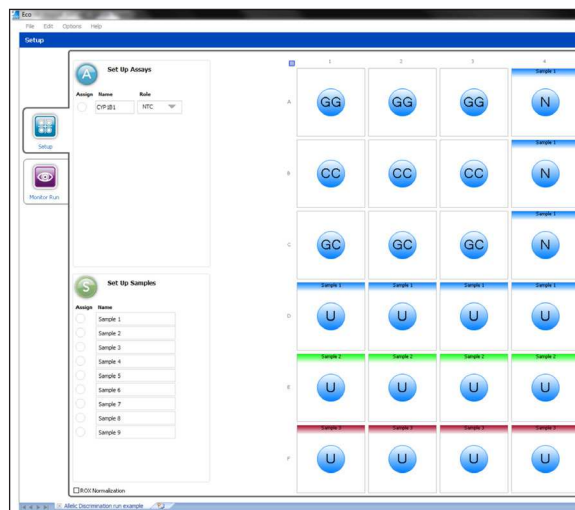 Eco
File Edit Options Help
Setup
A Set Up Assays
Assign Name Role
CYP1B1 NTC
Setup
Monitor Run
S Set Up Samples
Assign Name
Sample 1
Sample 2
Sample 3
Sample 4
Sample 5
Sample 6
Sample 7
Sample 8
Sample 9
ROX Normalization
Allelic Discrimination run example
1 2 3 4
Sample 1
A GG GG GG N
Sample 1
B CC CC CC N
Sample 1
C GC GC GC N
Sample 1 Sample 1 Sample 1 Sample 1
D U U U U
Sample 2 Sample 2 Sample 2 Sample 2
E U U U U
Sample 3 Sample 3 Sample 3 Sample 3
F U U U U